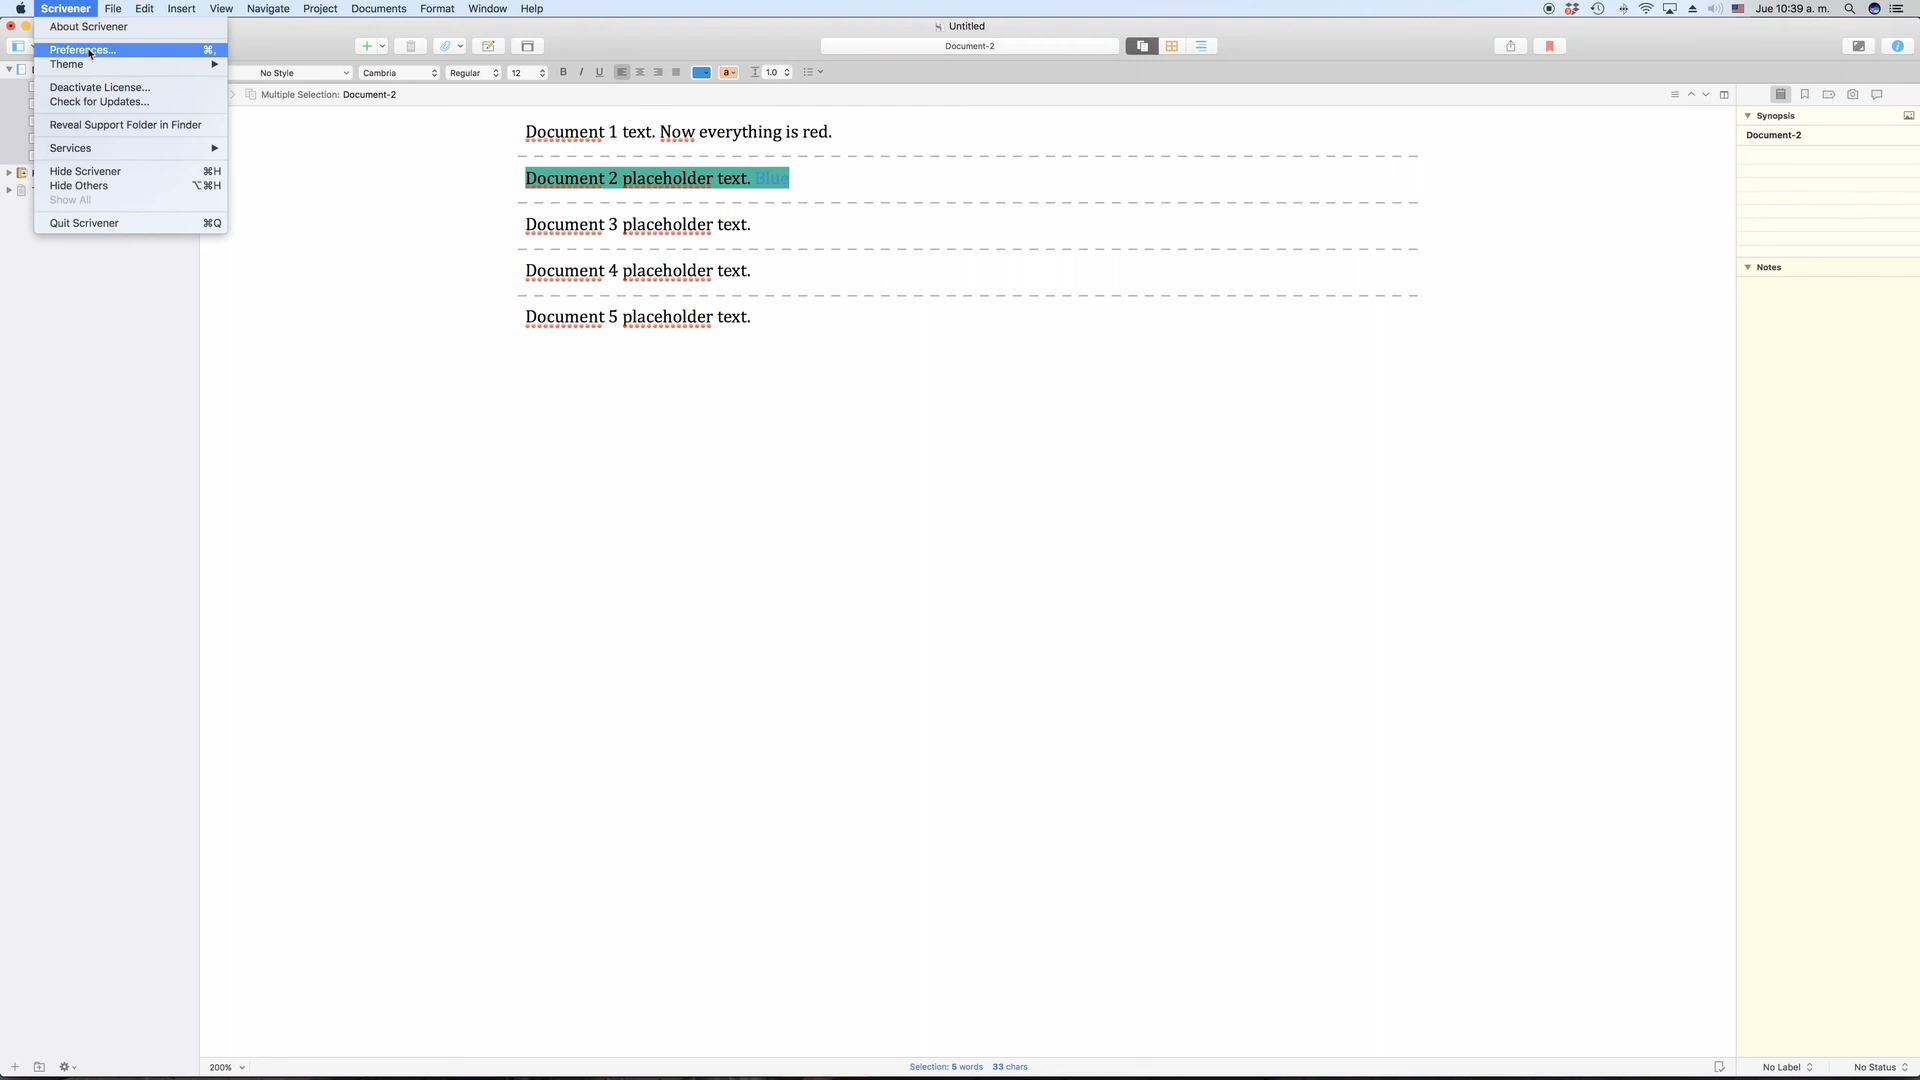 Scrivener File Edit Insert View Navigate Project Documents Format Window Help Jue 10:39 a. m.
About Scrivener
Untitled
Preferences... ⌘,
Document-2
Theme
No Style Cambria Regular 12 B I U a 1.0
Deactivate License...
Check for Updates...
Multiple Selection: Document-2
Synopsis
Reveal Support Folder in Finder
Document 1 text. Now everything is red.
Document-2
Services
Hide Scrivener ⌘H
Document 2 placeholder text. Blue
Hide Others ⌥⌘H
Show All
Quit Scrivener ⌘Q
Document 3 placeholder text.
Notes
Document 4 placeholder text.
Document 5 placeholder text.
200% Selection: 5 words 33 chars No Label No Status